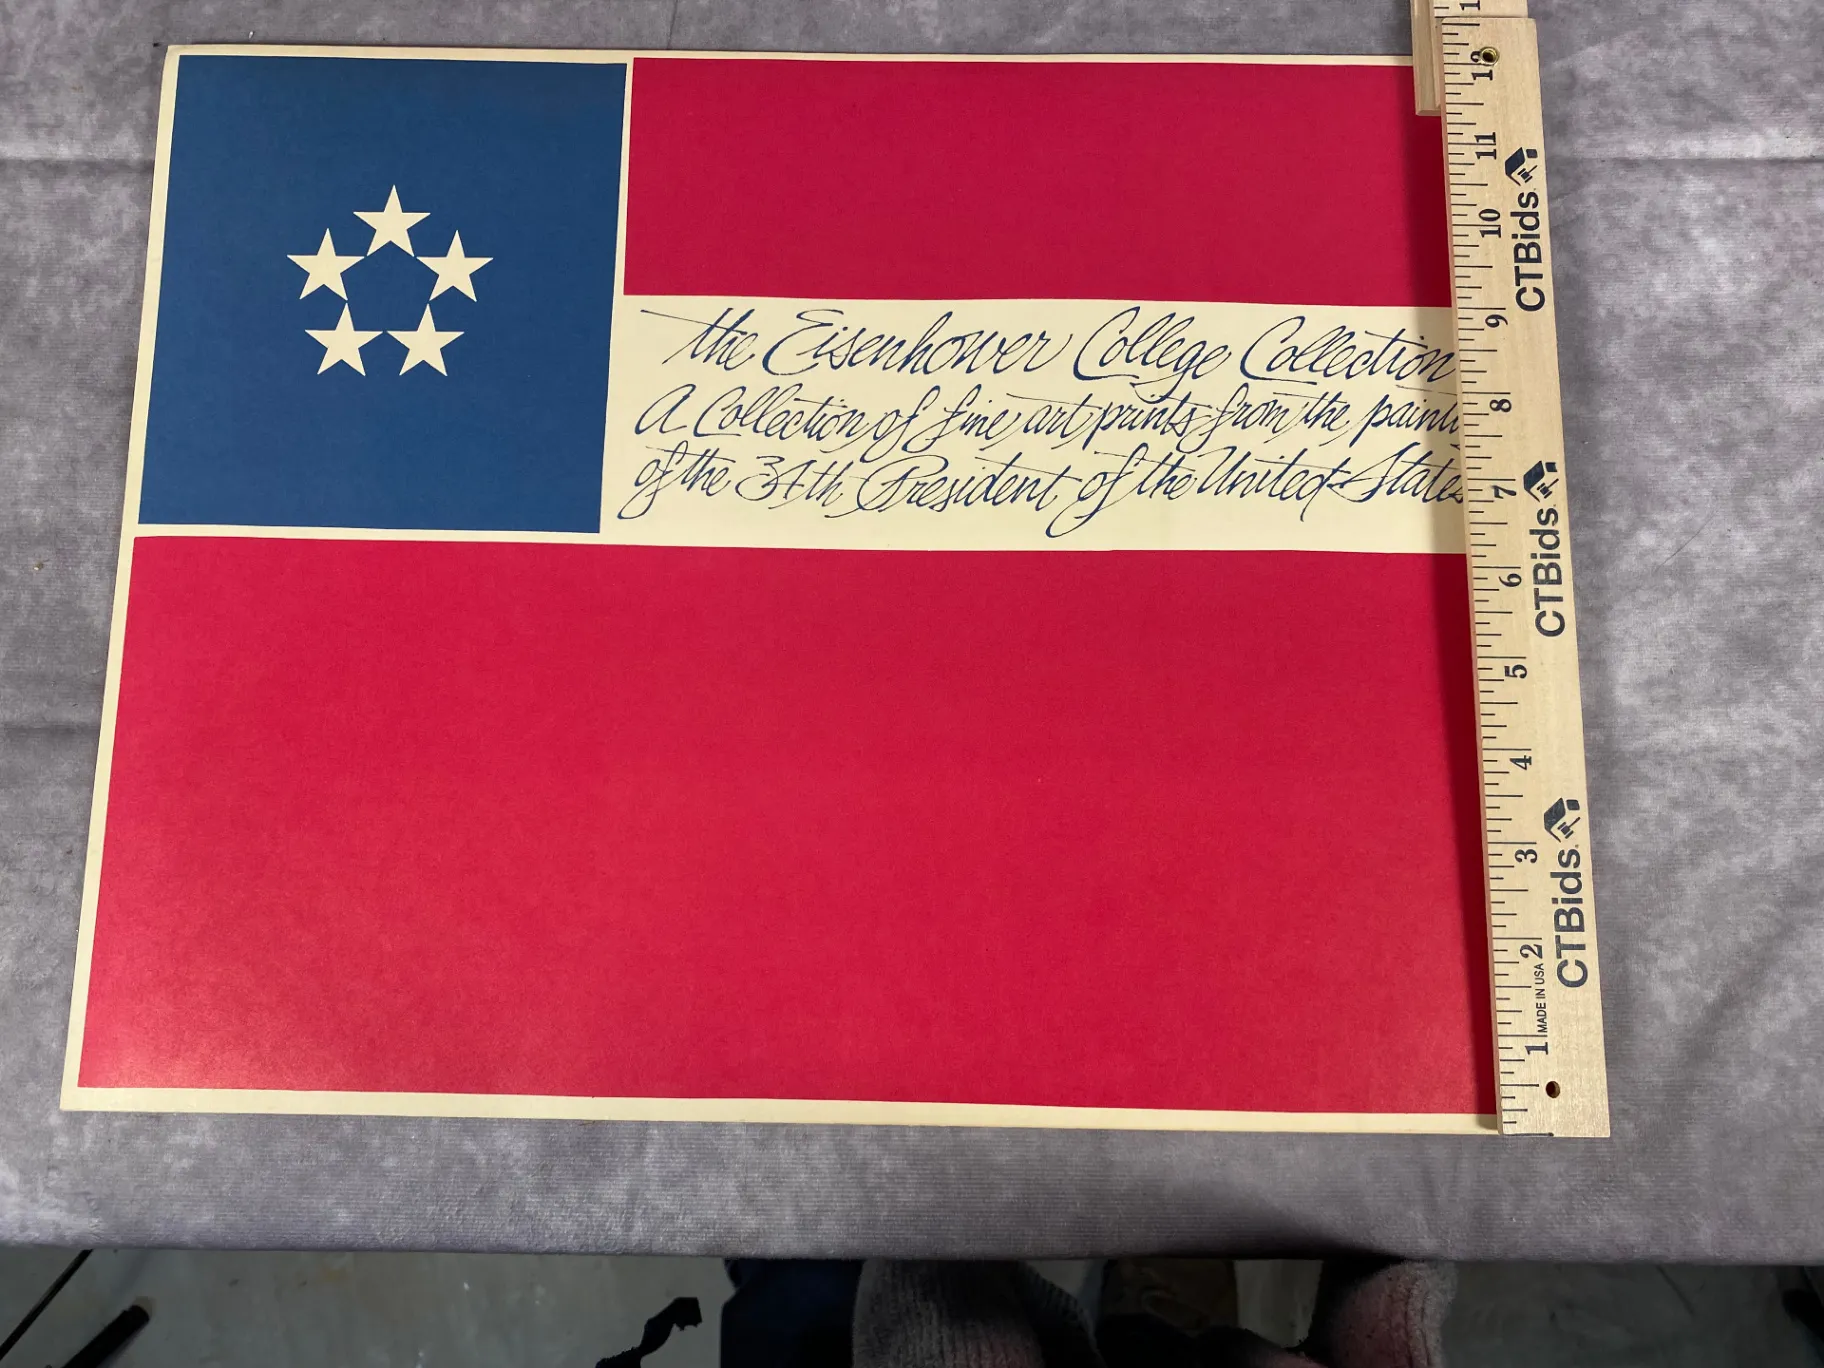 the Eisenhower College Collection
A Collection of fine art prints from the
of the 34th President of the United States
12
11
10
9
8
7
6
5
4
3
2
1
CTBids
CTBids
CTBids
MADE IN USA